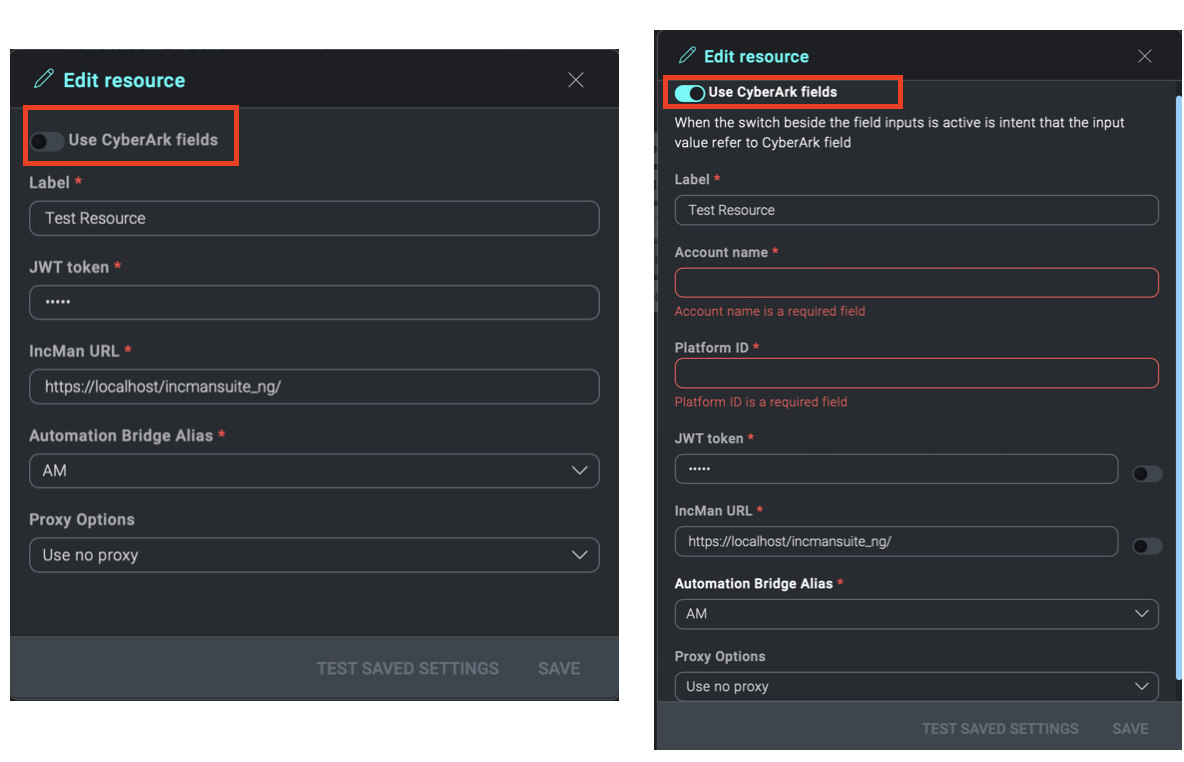 Edit resource
Use CyberArk fields
Label *
Test Resource
JWT token *
•••••
IncMan URL *
https://localhost/incmansuite_ng/
Automation Bridge Alias *
AM
Proxy Options
Use no proxy
TEST SAVED SETTINGS SAVE
Edit resource
Use CyberArk fields
When the switch beside the field inputs is active is intent that the input
value refer to CyberArk field
Label *
Test Resource
Account name *
Account name is a required field
Platform ID *
Platform ID is a required field
JWT token *
•••••
IncMan URL *
https://localhost/incmansuite_ng/
Automation Bridge Alias *
AM
Proxy Options
Use no proxy
TEST SAVED SETTINGS SAVE